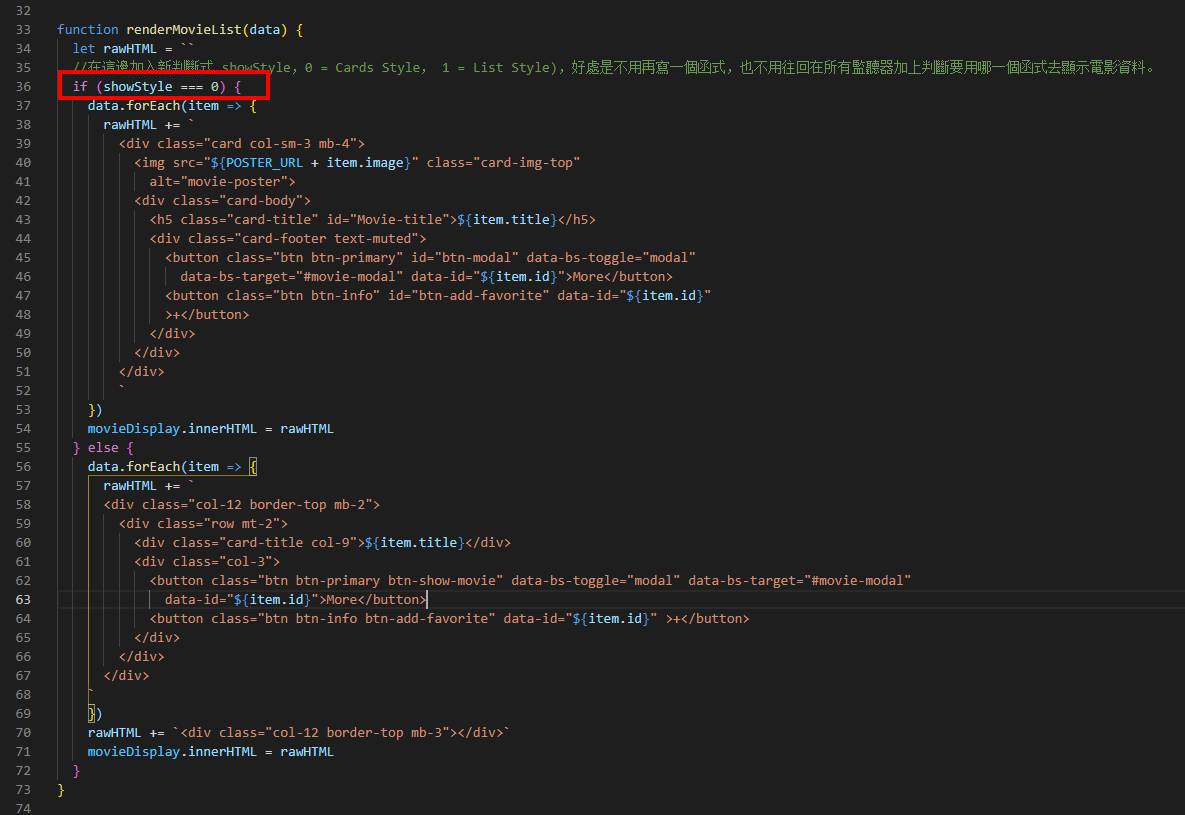 32
33 function renderMovieList(data) {
34 let rawHTML = ``
35 //在這邊加入新判斷式 showStyle，0 = Cards Style， 1 = List Style)，好處是不用再寫一個函式，也不用往回在所有監聽器加上判斷要用哪一個函式去顯示電影資料。
36 if (showStyle === 0) {
37 data.forEach(item => {
38 rawHTML += `
39 <div class="card col-sm-3 mb-4">
40 <img src="${POSTER_URL + item.image}" class="card-img-top"
41 alt="movie-poster">
42 <div class="card-body">
43 <h5 class="card-title" id="Movie-title">${item.title}</h5>
44 <div class="card-footer text-muted">
45 <button class="btn btn-primary" id="btn-modal" data-bs-toggle="modal"
46 data-bs-target="#movie-modal" data-id="${item.id}">More</button>
47 <button class="btn btn-info" id="btn-add-favorite" data-id="${item.id}"
48 >+</button>
49 </div>
50 </div>
51 </div>
52 `
53 })
54 movieDisplay.innerHTML = rawHTML
55 } else {
56 data.forEach(item => {
57 rawHTML += `
58 <div class="col-12 border-top mb-2">
59 <div class="row mt-2">
60 <div class="card-title col-9">${item.title}</div>
61 <div class="col-3">
62 <button class="btn btn-primary btn-show-movie" data-bs-toggle="modal" data-bs-target="#movie-modal"
63 data-id="${item.id}">More</button>
64 <button class="btn btn-info btn-add-favorite" data-id="${item.id}" >+</button>
65 </div>
66 </div>
67 </div>
68 `
69 })
70 rawHTML += `<div class="col-12 border-top mb-3"></div>`
71 movieDisplay.innerHTML = rawHTML
72 }
73 }
74